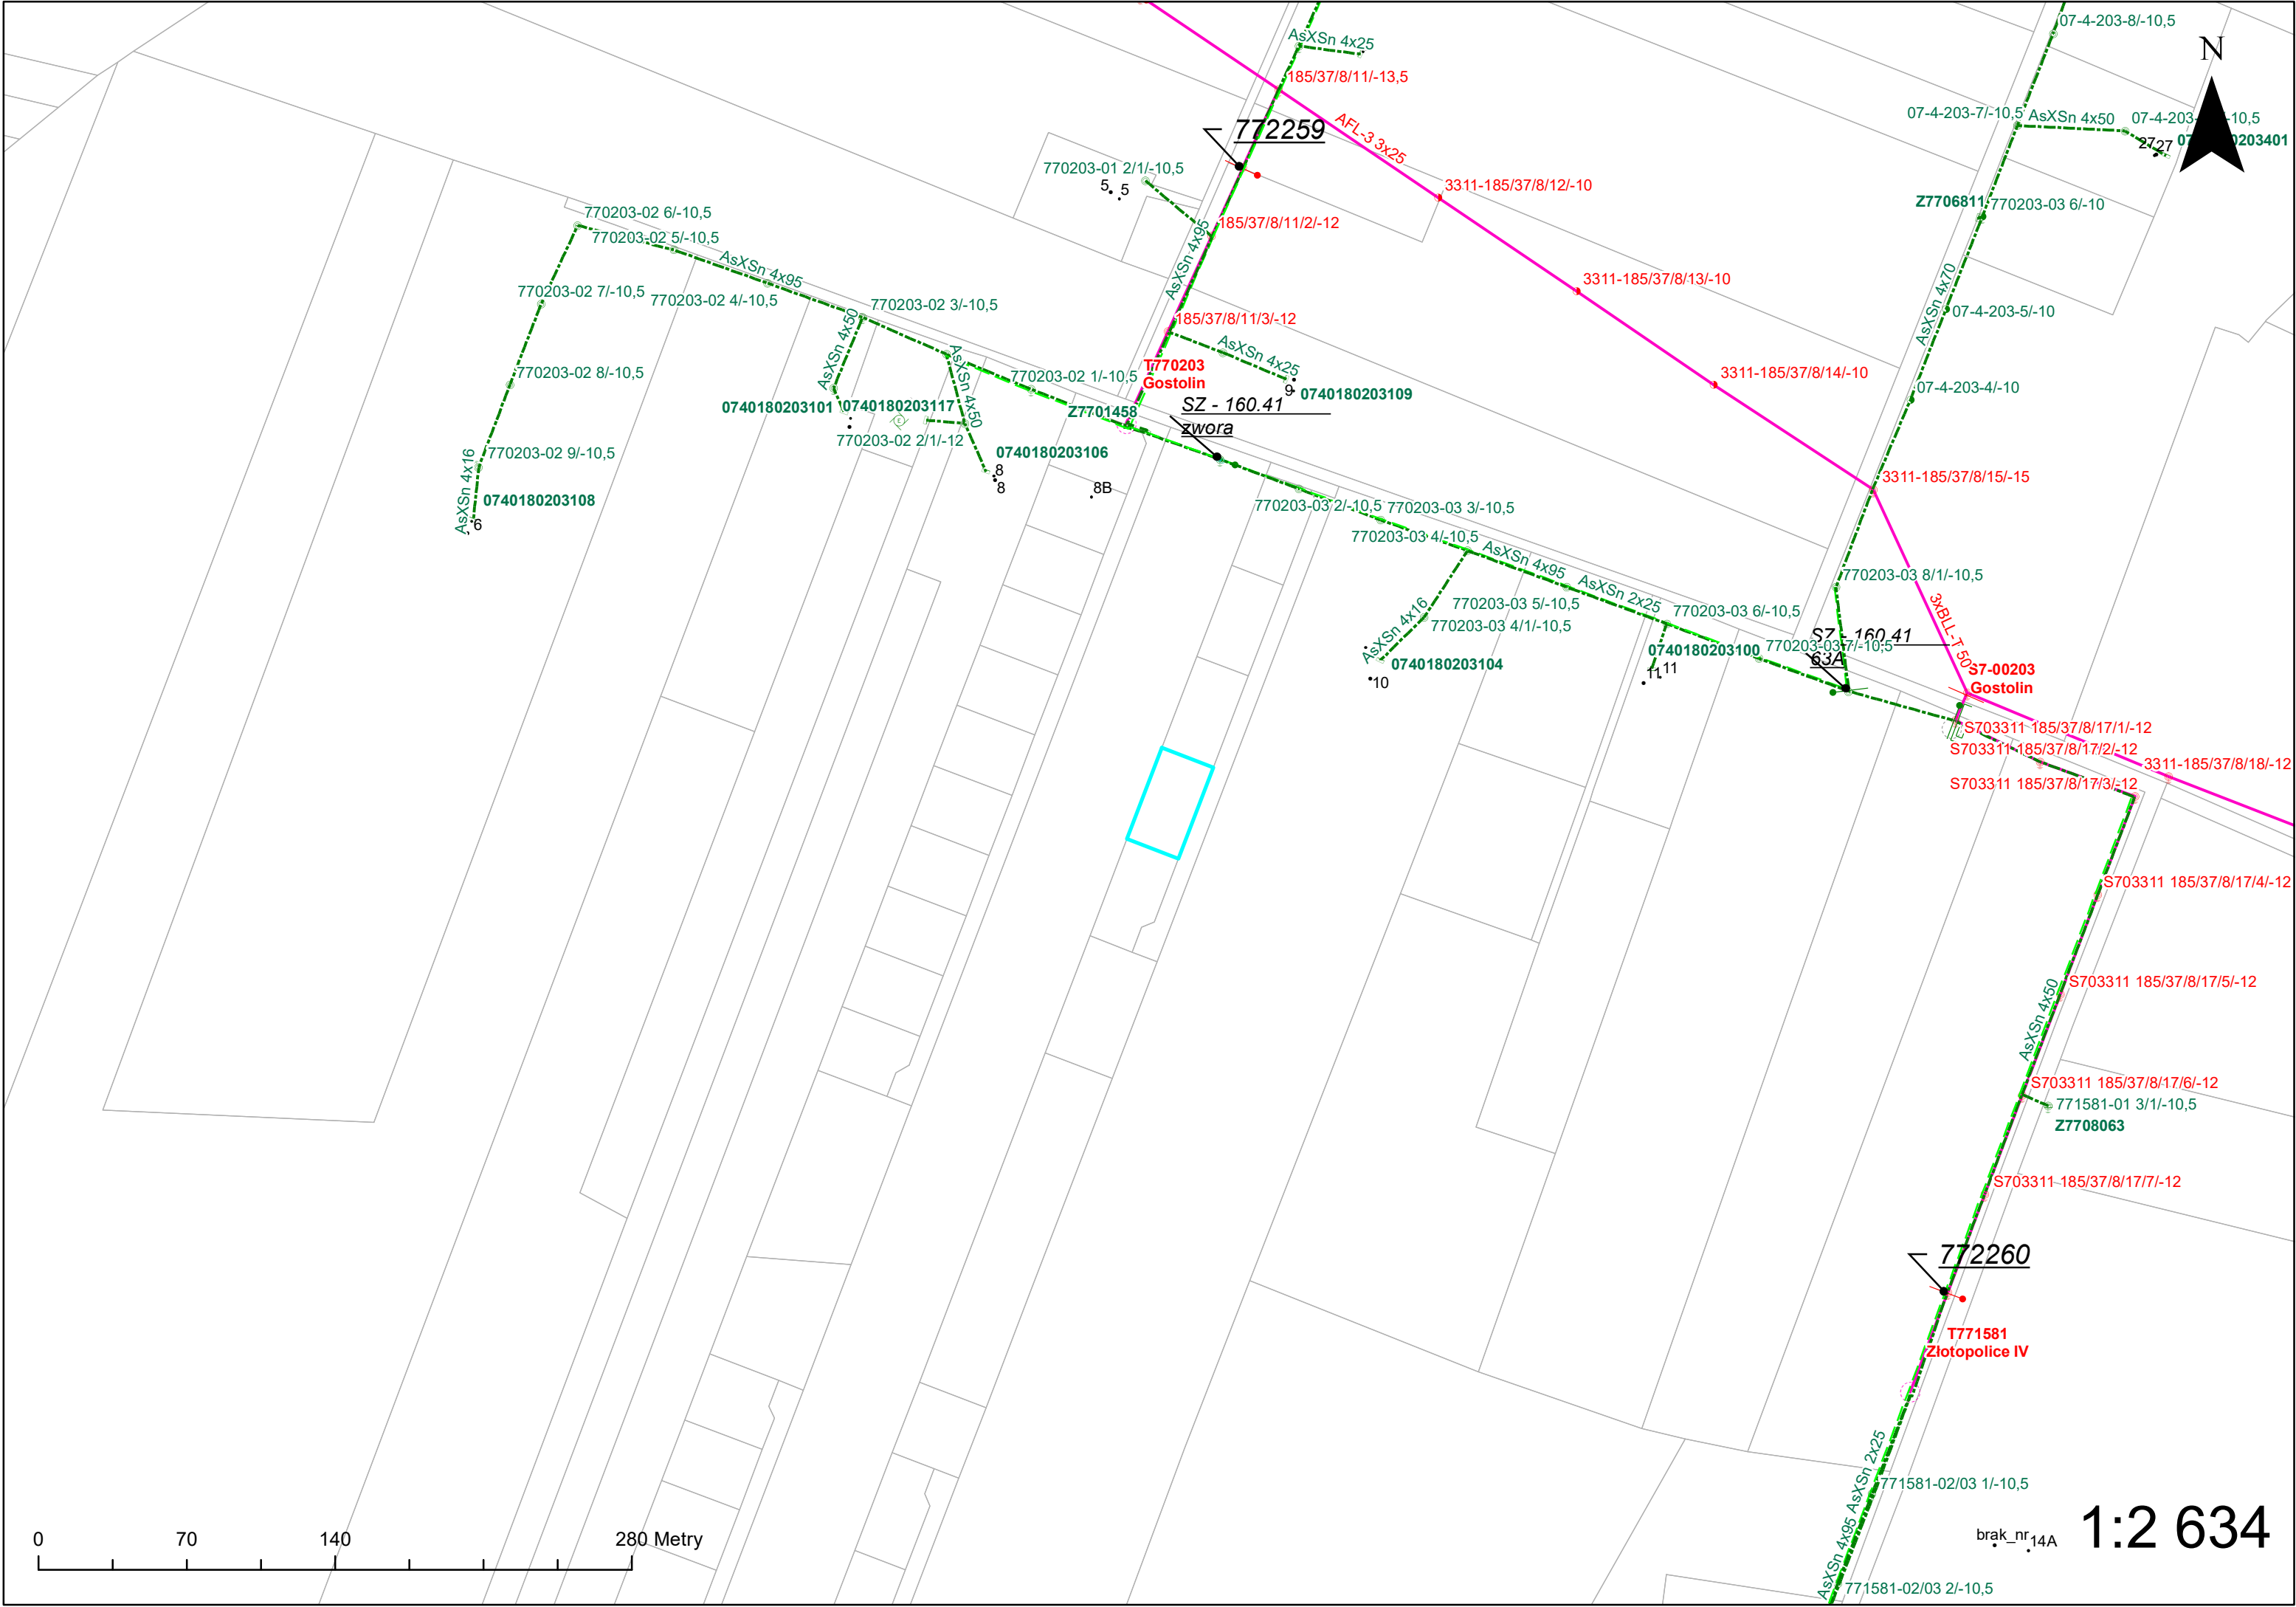 07-4-203-8/-10,5
N
AsXSn 4x25
185/37/8/11/-13,5
772259
AFL-3 3x25
07-4-203-7/-10,5
AsXSn 4x50
27
27
770203-01 2/1/-10,5
5
5
3311-185/37/8/12/-10
Z7706811
770203-03 6/-10
770203-02 6/-10,5
770203-02 5/-10,5
185/37/8/11/2/-12
AsXSn 4x95
AsXSn 4x95
3311-185/37/8/13/-10
AsXSn 4x70
770203-02 7/-10,5
770203-02 4/-10,5
770203-02 3/-10,5
185/37/8/11/3/-12
07-4-203-5/-10
AsXSn 4x50
AsXSn 4x50
AsXSn 4x25
T770203
Gostolin
770203-02 8/-10,5
770203-02 1/-10,5
3311-185/37/8/14/-10
07-4-203-4/-10
9
0740180203109
0740180203101
0740180203117
Z7701458
SZ - 160.41
zwora
770203-02 2/1/-12
770203-02 9/-10,5
0740180203106
AsXSn 4x16
8
8
8B
3311-185/37/8/15/-15
0740180203108
6
770203-03 2/-10,5
770203-03 3/-10,5
770203-03 4/-10,5
AsXSn 4x95
AsXSn 2x25
770203-03 8/1/-10,5
770203-03 5/-10,5
770203-03 6/-10,5
3xBLL-T 50
AsXSn 4x16
770203-03 4/1/-10,5
SZ - 160.41
63A
770203-03 7/-10,5
0740180203100
0740180203104
11
11
10
S7-00203
Gostolin
S703311 185/37/8/17/1/-12
S703311 185/37/8/17/2/-12
3311-185/37/8/18/-12
S703311 185/37/8/17/3/-12
S703311 185/37/8/17/4/-12
S703311 185/37/8/17/5/-12
AsXSn 4x50
S703311 185/37/8/17/6/-12
771581-01 3/1/-10,5
Z7708063
S703311 185/37/8/17/7/-12
772260
T771581
Złotopolice IV
AsXSn 2x25
771581-02/03 1/-10,5
AsXSn 4x95
brak_nr
14A
1:2 634
771581-02/03 2/-10,5
0 70 140 280 Metry